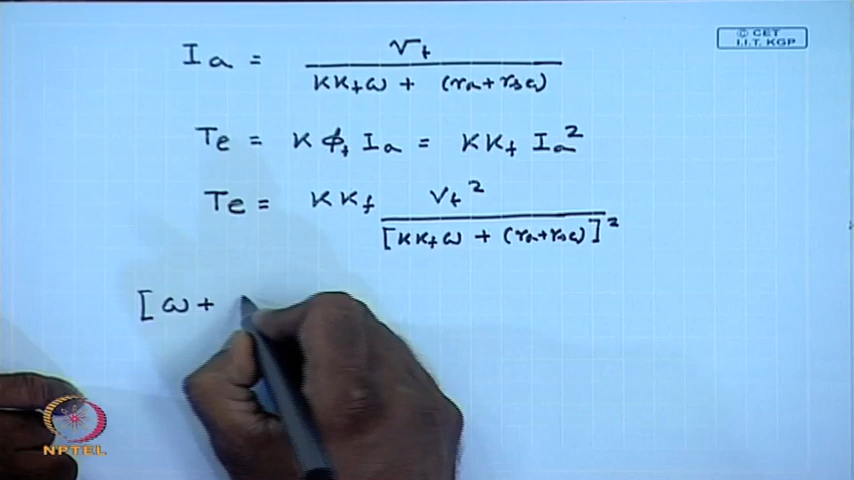 © CET
I.I.T. KGP
Ia = Vt / (KKfω + (ra+rse))
Te = K ϕf Ia = KKf Ia²
Te = KKf Vt² / [KKfω + (ra+rse)]²
[ω +
NPTEL